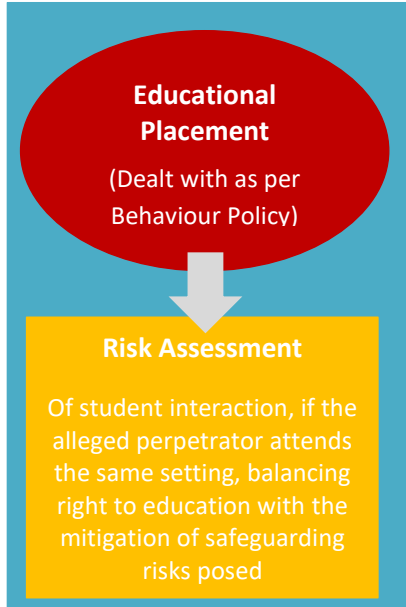 Educational
Placement
(Dealt with as per
Behaviour Policy)
Risk Assessment
Of student interaction, if the
alleged perpetrator attends
the same setting, balancing
right to education with the
mitigation of safeguarding
risks posed